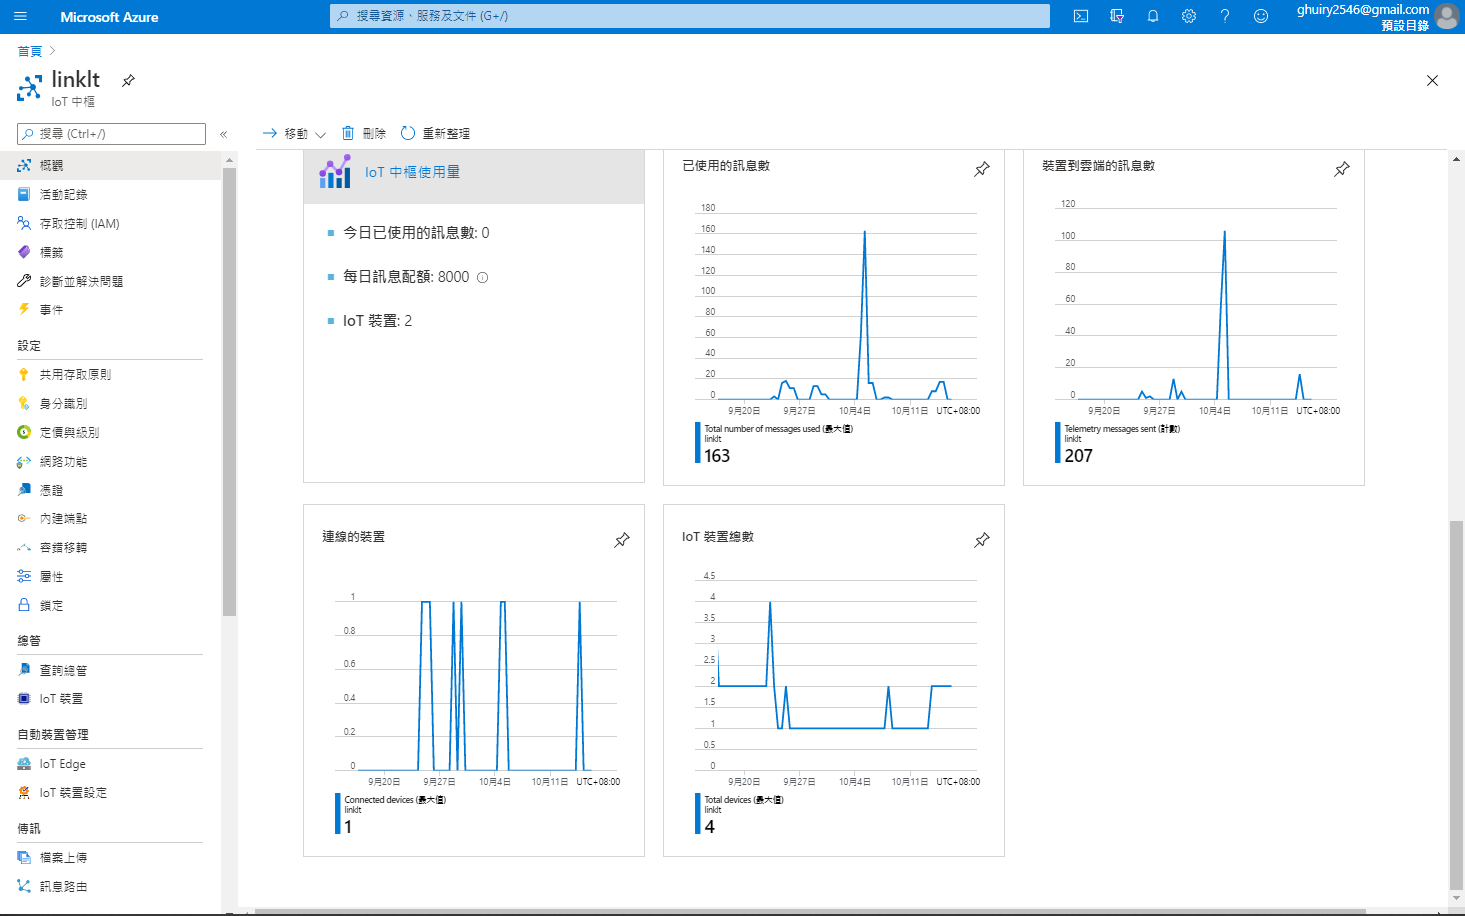 Microsoft Azure
搜尋資源、服務及文件 (G+/)
ghuiry2546@gmail.com
預設目錄
首頁
linkIt
IoT 中樞
搜尋 (Ctrl+/)
«
移動
刪除
重新整理
概觀
活動記錄
存取控制 (IAM)
標籤
診斷並解決問題
事件
設定
共用存取原則
身分識別
定價與級別
網路功能
憑證
內建端點
容錯移轉
屬性
鎖定
總管
查詢總管
IoT 裝置
自動裝置管理
IoT Edge
IoT 裝置設定
傳訊
檔案上傳
訊息路由
IoT 中樞使用量
今日已使用的訊息數: 0
每日訊息配額: 8000
IoT 裝置: 2
已使用的訊息數
180
160
140
120
100
80
60
40
20
0
9月20日 9月27日 10月4日 10月11日 UTC+08:00
Total number of messages used (最大值)
linkIt
163
裝置到雲端的訊息數
120
100
80
60
40
20
0
9月20日 9月27日 10月4日 10月11日 UTC+08:00
Telemetry messages sent (計數)
linkIt
207
連線的裝置
1
0.8
0.6
0.4
0.2
0
9月20日 9月27日 10月4日 10月11日 UTC+08:00
Connected devices (最大值)
linkIt
1
IoT 裝置總數
4.5
4
3.5
3
2.5
2
1.5
1
0.5
0
9月20日 9月27日 10月4日 10月11日 UTC+08:00
Total devices (最大值)
linkIt
4